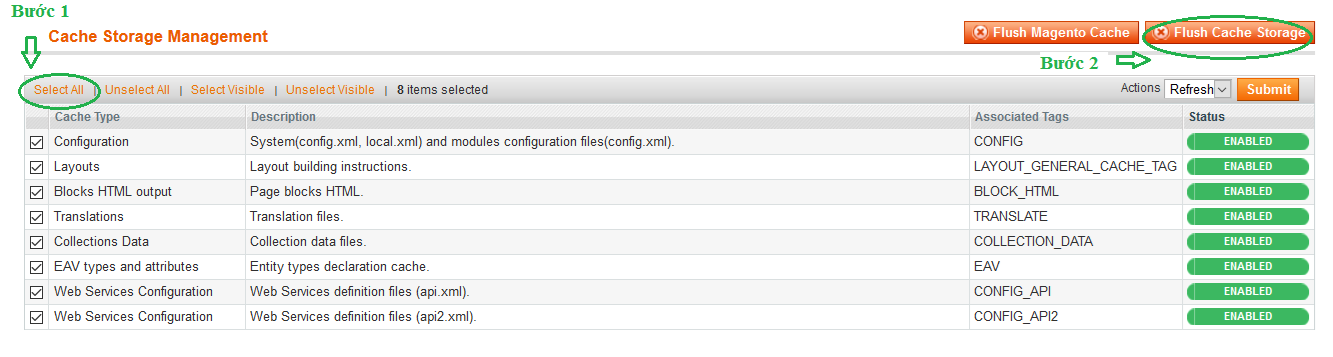 Bước 1
Cache Storage Management
Flush Magento Cache
Flush Cache Storage
Bước 2
Select All | Unselect All | Select Visible | Unselect Visible | 8 items selected
Actions Refresh Submit
Cache Type Description Associated Tags Status
Configuration System(config.xml, local.xml) and modules configuration files(config.xml). CONFIG ENABLED
Layouts Layout building instructions. LAYOUT_GENERAL_CACHE_TAG ENABLED
Blocks HTML output Page blocks HTML. BLOCK_HTML ENABLED
Translations Translation files. TRANSLATE ENABLED
Collections Data Collection data files. COLLECTION_DATA ENABLED
EAV types and attributes Entity types declaration cache. EAV ENABLED
Web Services Configuration Web Services definition files (api.xml). CONFIG_API ENABLED
Web Services Configuration Web Services definition files (api2.xml). CONFIG_API2 ENABLED